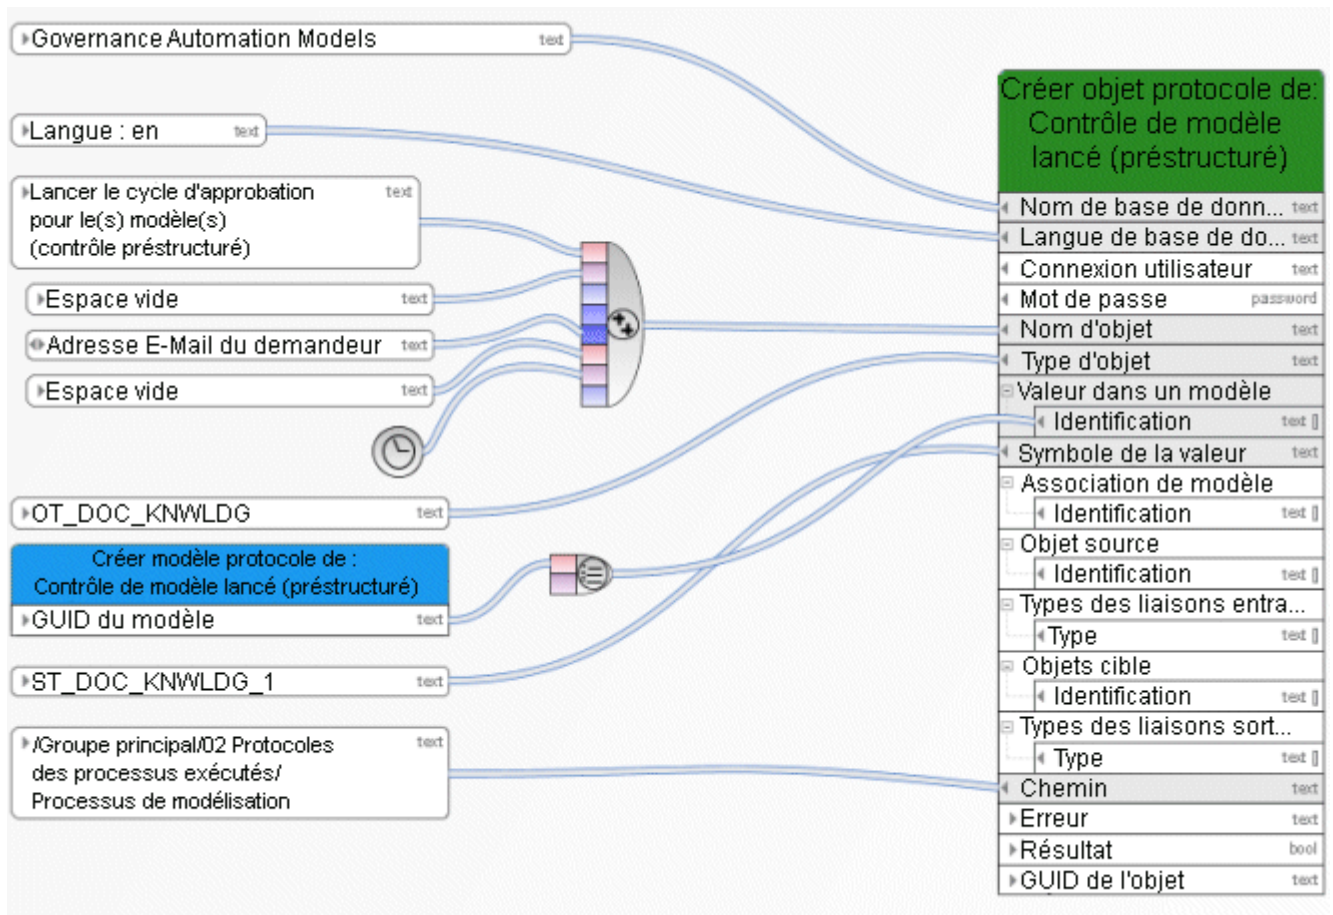 Governance Automation Models text
Langue : en text
Lancer le cycle d'approbation text
pour le(s) modèle(s)
(contrôle préstructuré)
Espace vide text
Adresse E-Mail du demandeur text
Espace vide text
OT_DOC_KNWLDG text
Créer modèle protocole de :
Contrôle de modèle lancé (préstructuré)
GUID du modèle text
ST_DOC_KNWLDG_1 text
/Groupe principal/02 Protocoles text
des processus exécutés/
Processus de modélisation
Créer objet protocole de:
Contrôle de modèle
lancé (préstructuré)
Nom de base de donn... text
Langue de base de do... text
Connexion utilisateur text
Mot de passe password
Nom d'objet text
Type d'objet text
Valeur dans un modèle
Identification text []
Symbole de la valeur text
Association de modèle
Identification text []
Objet source
Identification text []
Types des liaisons entra...
Type text []
Objets cible
Identification text []
Types des liaisons sort...
Type text []
Chemin text
Erreur text
Résultat bool
GUID de l'objet text